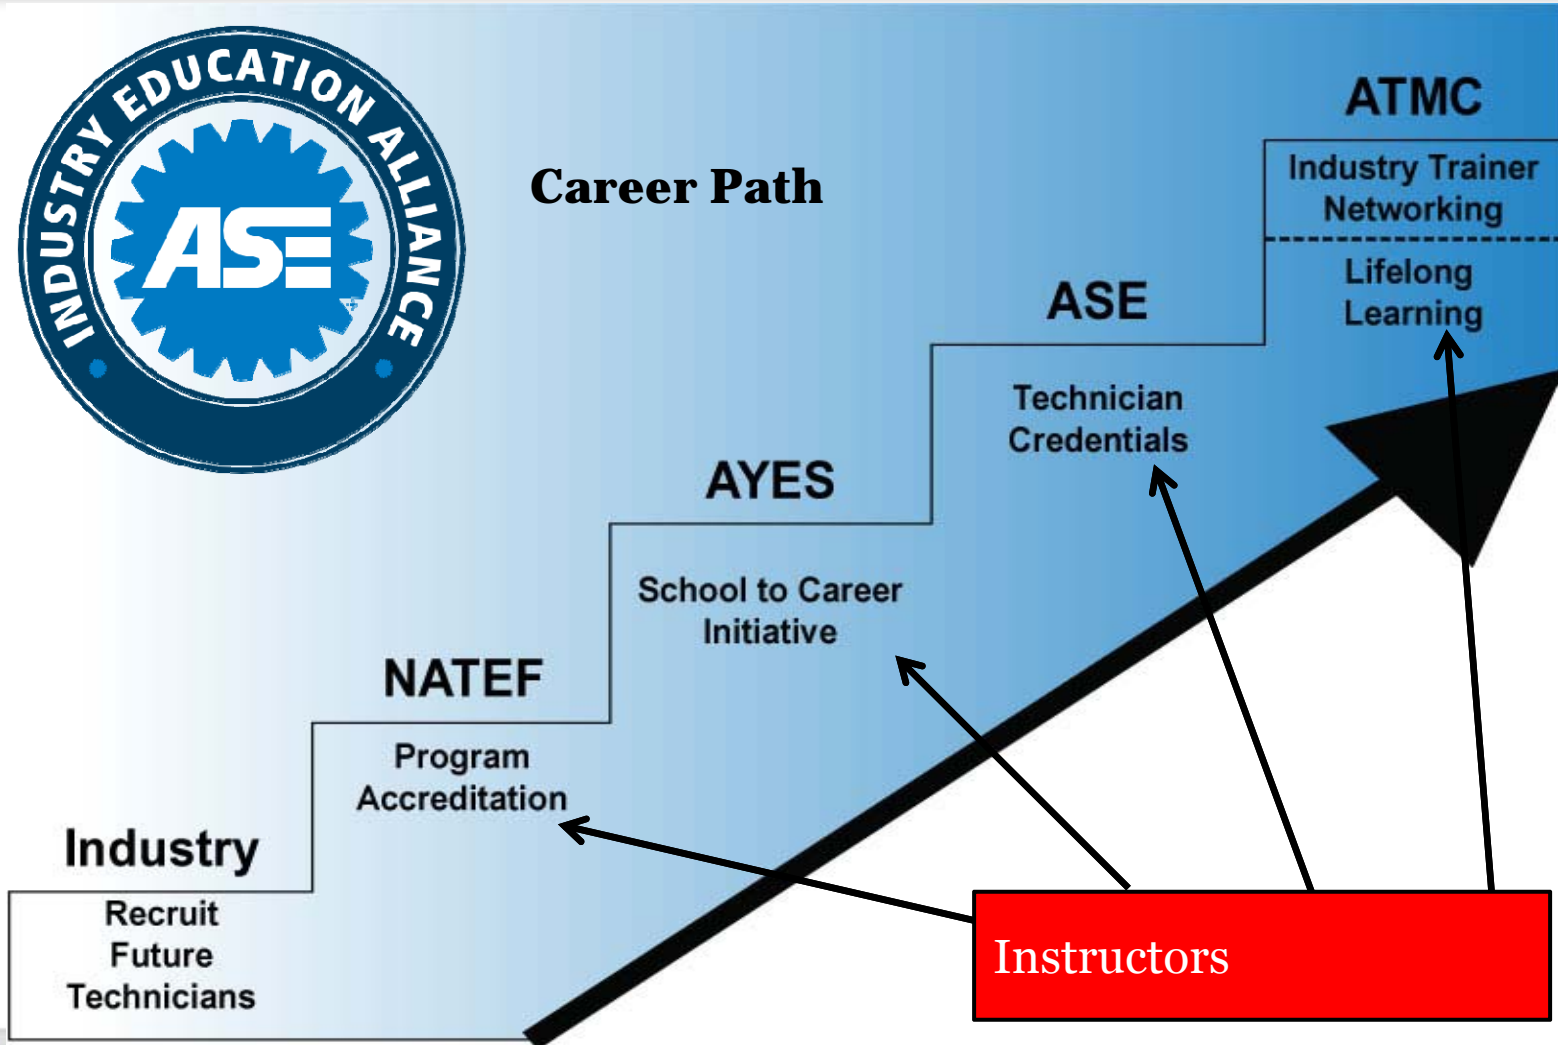 INDUSTRY EDUCATION ALLIANCE
ASE
Career Path
ATMC
Industry Trainer
Networking
Lifelong
Learning
ASE
Technician
Credentials
AYES
School to Career
Initiative
NATEF
Program
Accreditation
Industry
Recruit
Future
Technicians
Instructors